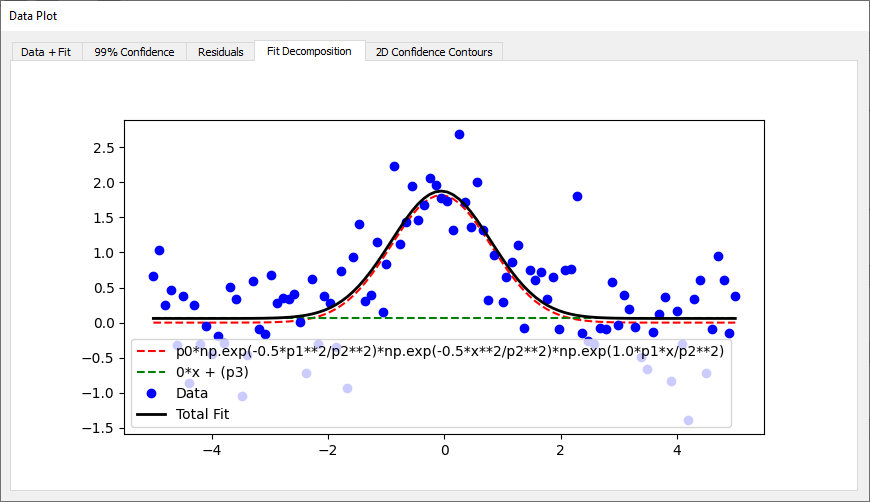 Data Plot
Data + Fit 99% Confidence Residuals Fit Decomposition 2D Confidence Contours
2.5
2.0
1.5
1.0
0.5
0.0
−0.5
−1.0
−1.5
p0*np.exp(-0.5*p1**2/p2**2)*np.exp(-0.5*x**2/p2**2)*np.exp(1.0*p1*x/p2**2)
0*x + (p3)
Data
Total Fit
−4 −2 0 2 4